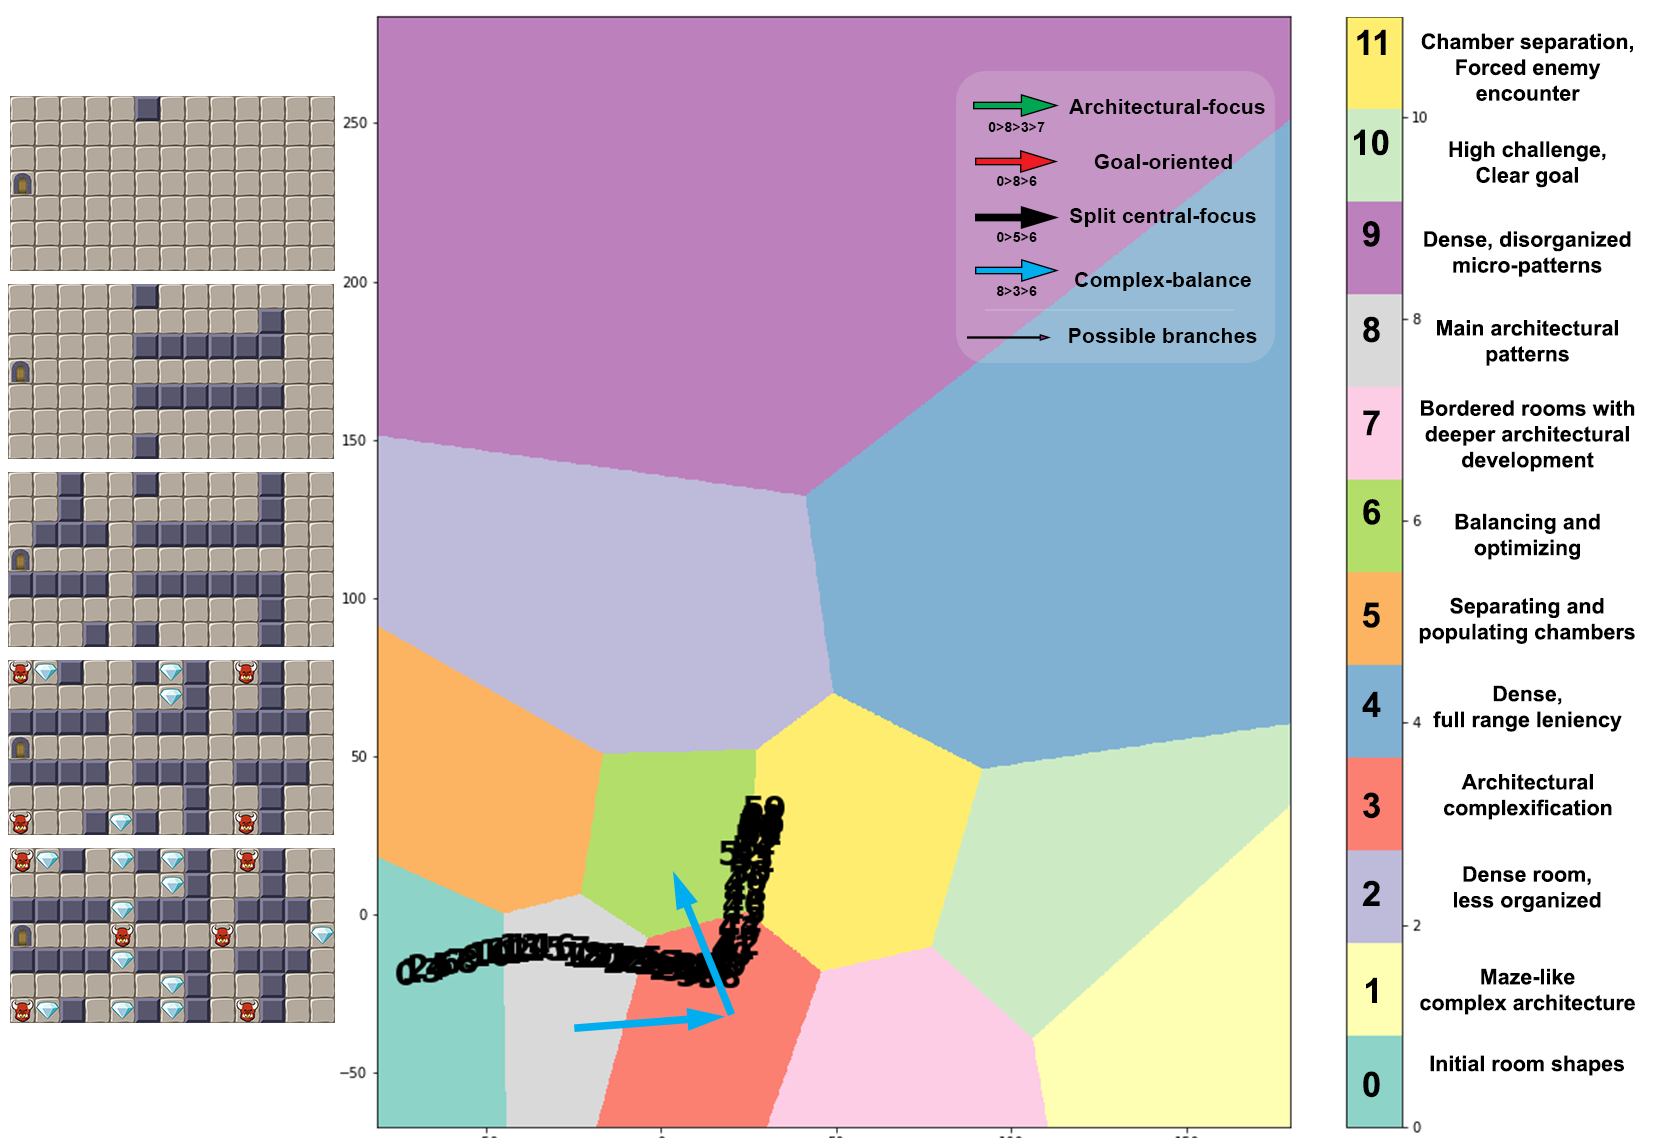 Architectural-focus
0>8>3>7
Goal-oriented
0>8>6
Split central-focus
0>5>6
Complex-balance
8>3>6
Possible branches
250
200
150
100
50
0
−50
11
Chamber separation,
Forced enemy
encounter
10
High challenge,
Clear goal
9
Dense, disorganized
micro-patterns
8
Main architectural
patterns
7
Bordered rooms with
deeper architectural
development
6
Balancing and
optimizing
5
Separating and
populating chambers
4
Dense,
full range leniency
3
Architectural
complexification
2
Dense room,
less organized
1
Maze-like
complex architecture
0
Initial room shapes
10
8
6
4
2
0